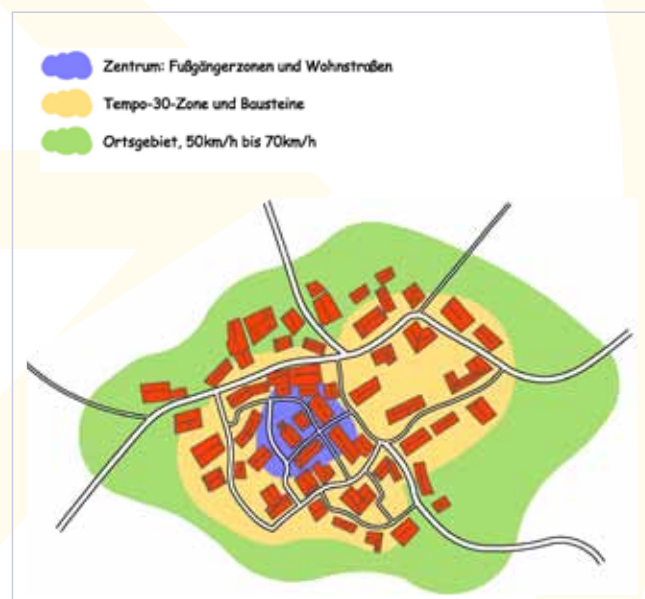 Zentrum: Fußgängerzonen und Wohnstraßen
Tempo-30-Zone und Bausteine
Ortsgebiet, 50km/h bis 70km/h